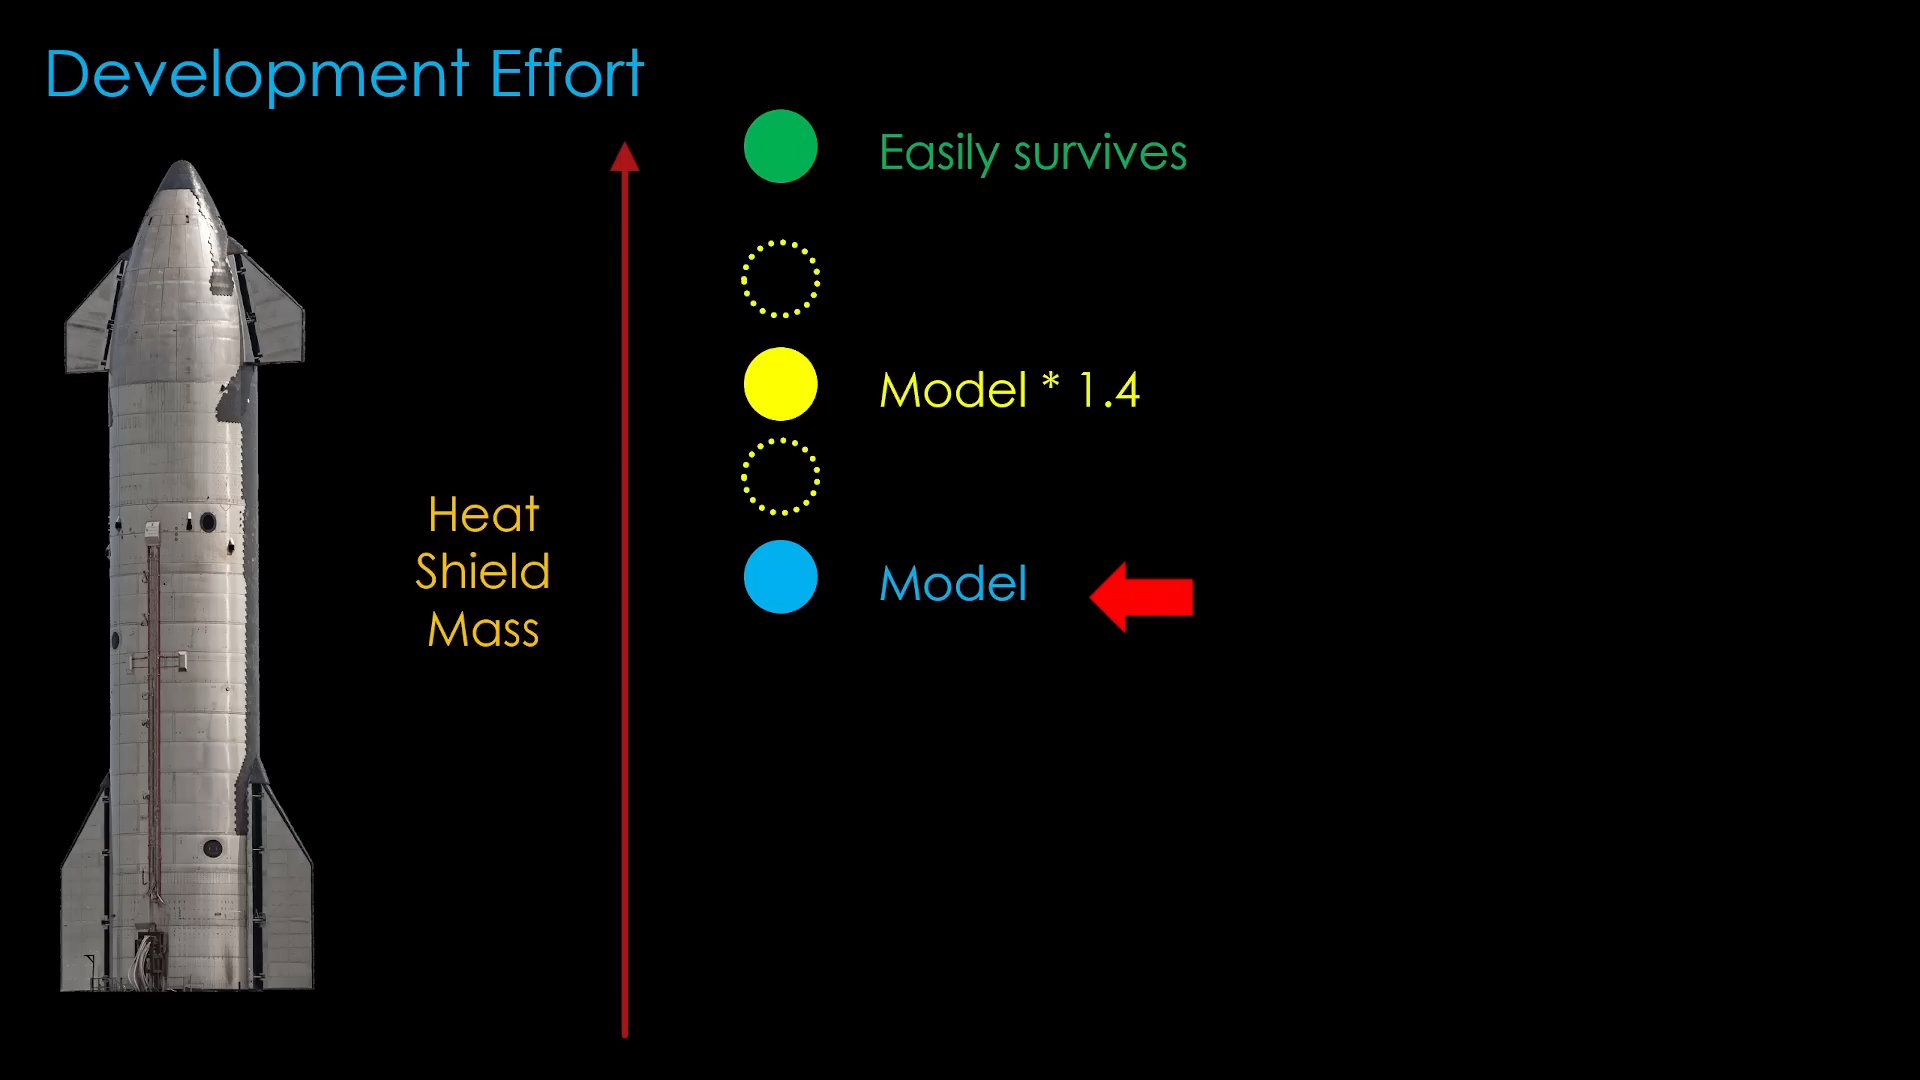 Development Effort
Easily survives
Model * 1.4
Heat
Shield
Mass
Model